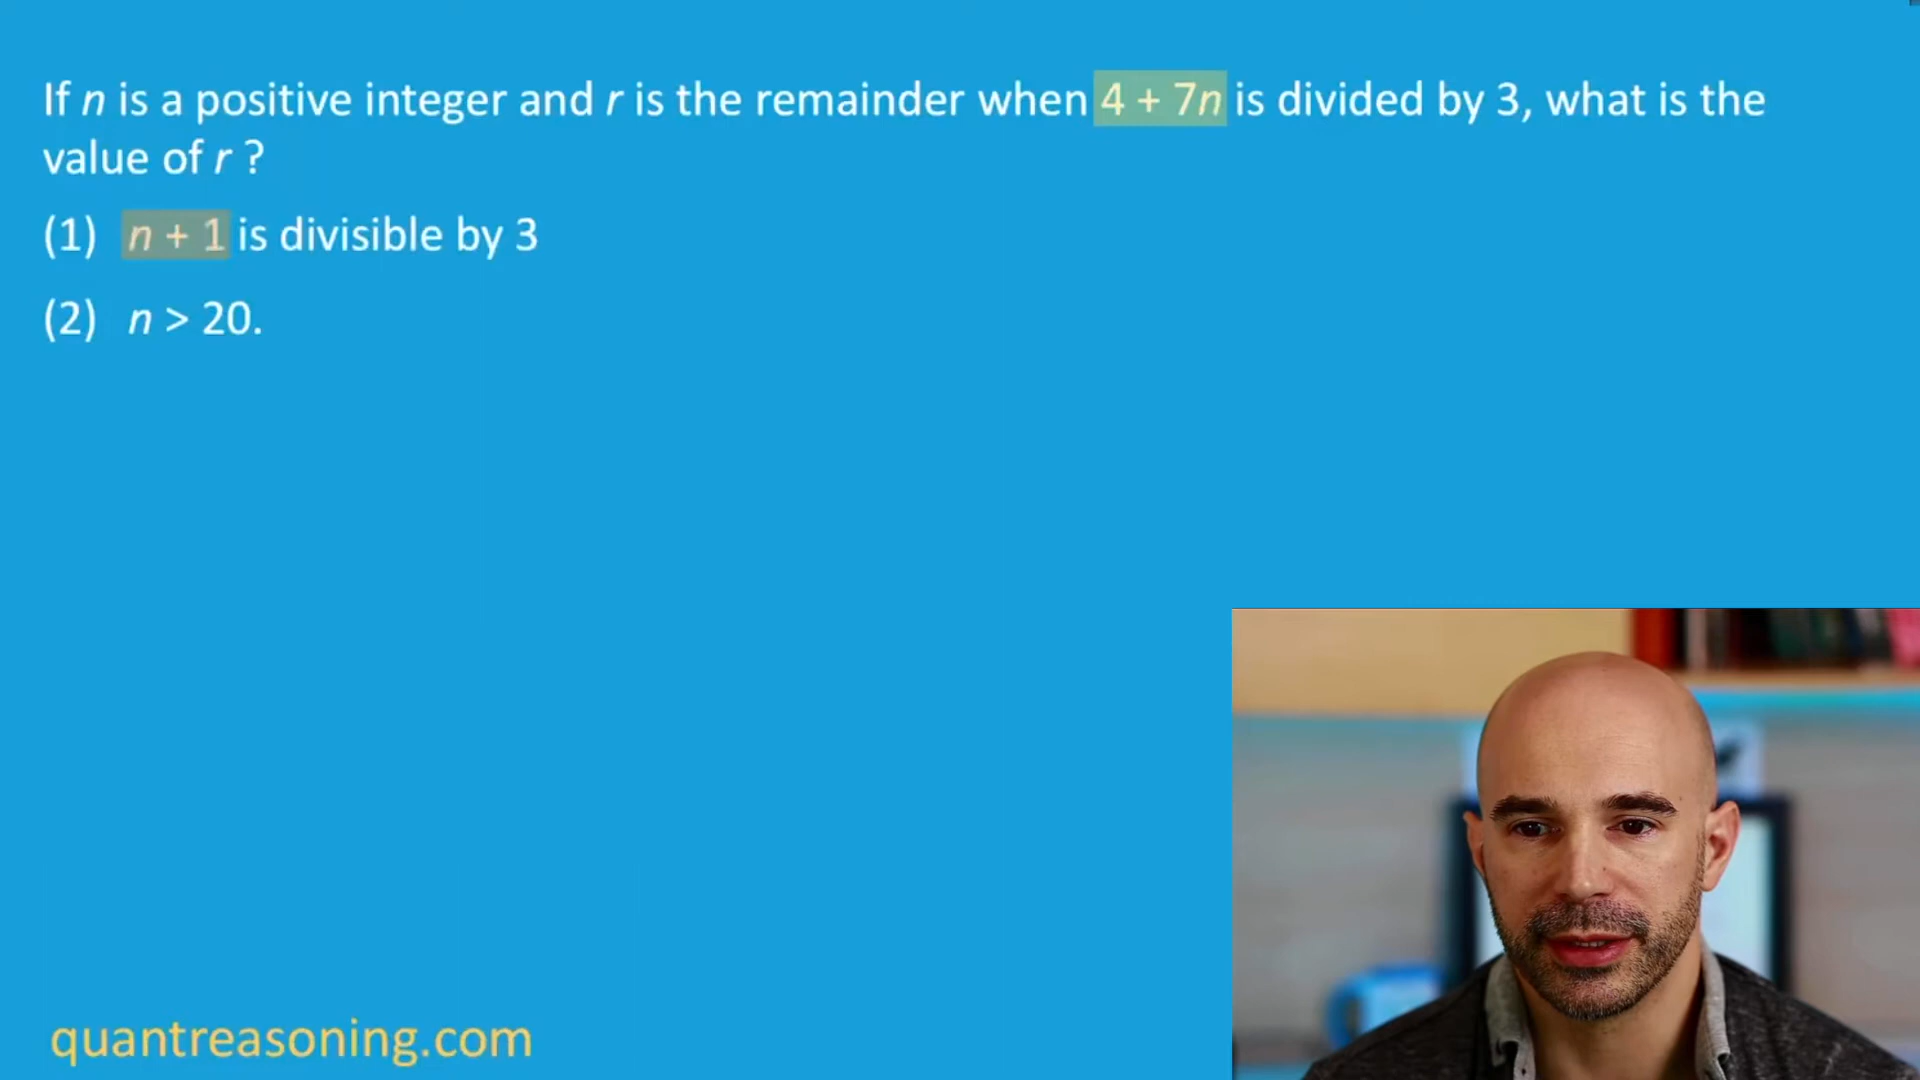 If n is a positive integer and r is the remainder when 4 + 7n is divided by 3, what is the
value of r ?
(1) n + 1 is divisible by 3
(2) n > 20.
quantreasoning.com